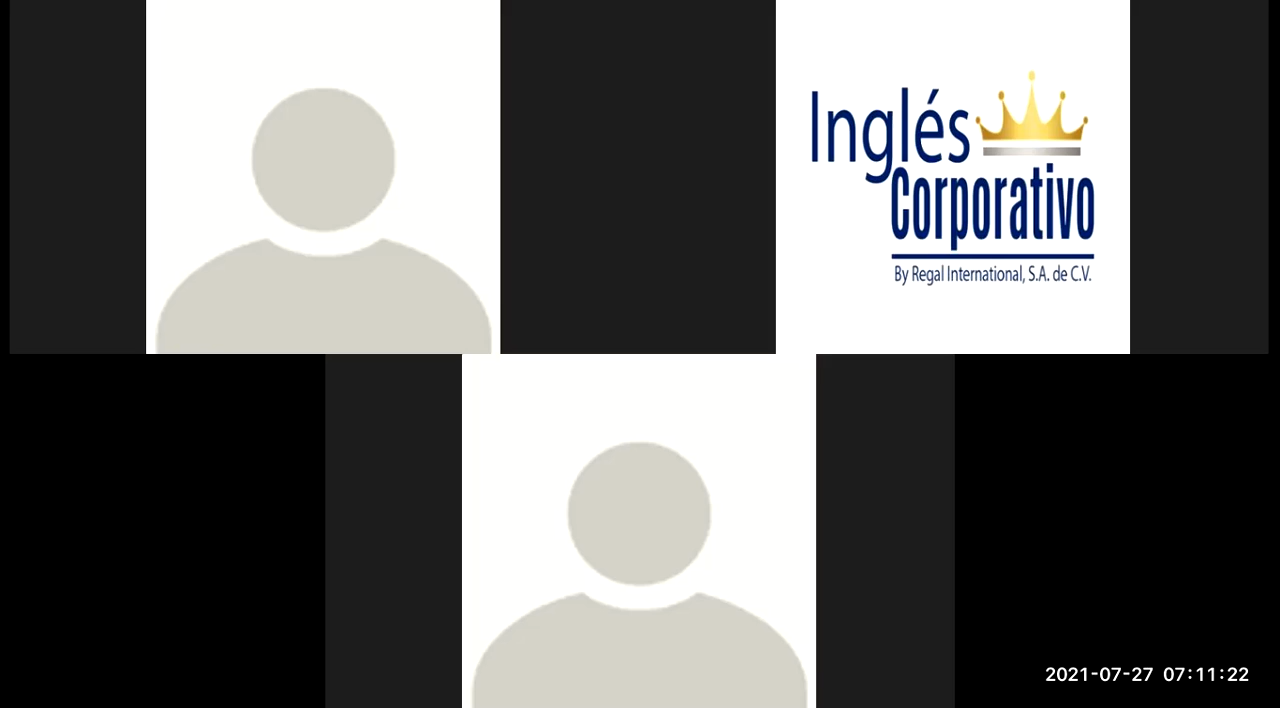 Inglés
Corporativo
By Regal International, S.A. de C.V.
2021-07-27 07:11:22